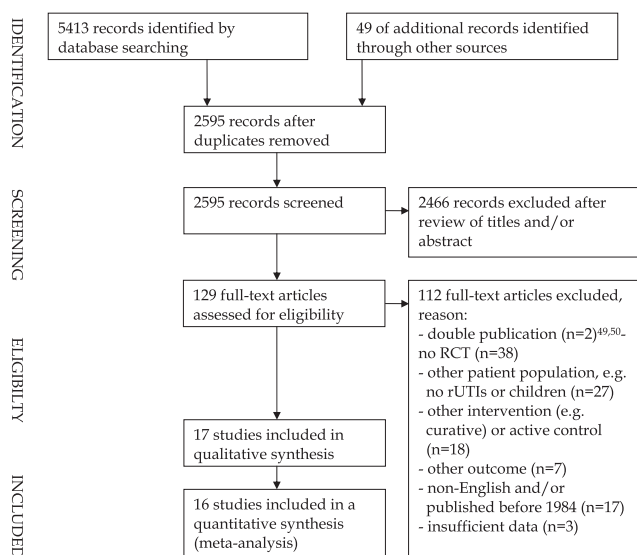 IDENTIFICATION
5413 records identified by
database searching
49 of additional records identified
through other sources
2595 records after
duplicates removed
SCREENING
2595 records screened
2466 records excluded after
review of titles and/or
abstract
ELIGIBILTY
129 full-text articles
assessed for eligibility
112 full-text articles excluded,
reason:
- double publication (n=2)49,50-
no RCT (n=38)
- other patient population, e.g.
no rUTIs or children (n=27)
- other intervention (e.g.
curative) or active control
(n=18)
- other outcome (n=7)
- non-English and/or
published before 1984 (n=17)
- insufficient data (n=3)
17 studies included in
qualitative synthesis
INCLUDED
16 studies included in a
quantitative synthesis
(meta-analysis)